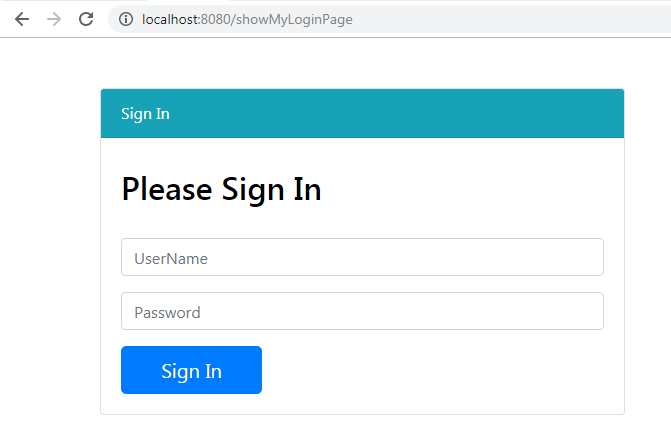 localhost:8080/showMyLoginPage
Sign In
Please Sign In
UserName
Password
Sign In